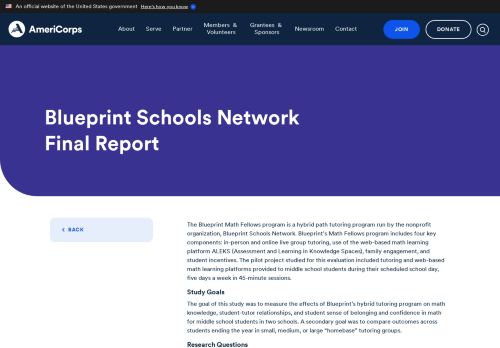 An official website of the United States government Here's how you know
AmeriCorps
About Serve Partner Members & Volunteers Grantees & Sponsors Newsroom Contact JOIN DONATE
Blueprint Schools Network
Final Report
BACK
The Blueprint Math Fellows program is a hybrid path tutoring program run by the nonprofit
organization, Blueprint Schools Network. Blueprint's Math Fellows program includes four key
components: in-person and online live group tutoring, use of the web-based math learning
platform ALEKS (Assessment and Learning in Knowledge Spaces), family engagement, and
student incentives. The pilot project studied for this evaluation included tutoring and web-based
math learning platforms provided to middle school students during their scheduled school day,
five days a week in 45-minute sessions.
Study Goals
The goal of this study was to measure the effects of Blueprint's hybrid tutoring program on math
knowledge, student-tutor relationships, and student sense of belonging and confidence in math
for middle school students in two schools. A secondary goal was to compare outcomes across
students ending the year in small, medium, or large "homebase" tutoring groups.
Research Questions